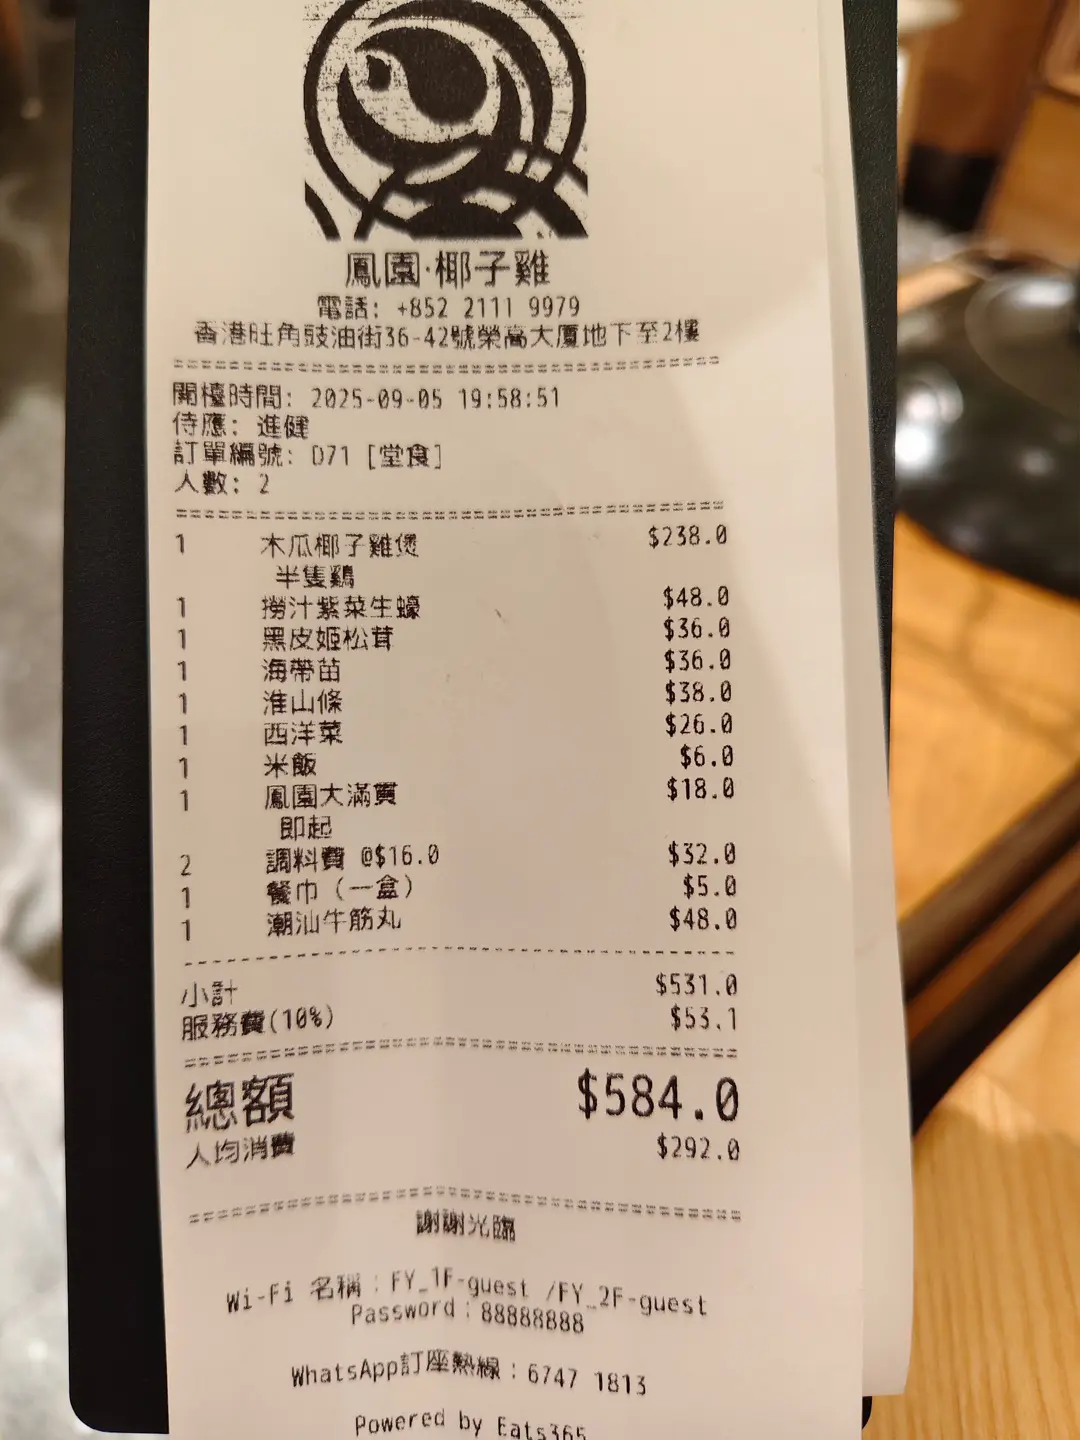 鳳園·椰子雞
電話: +852 2111 9979
香港旺角豉油街36-42號榮高大廈地下至2樓
開檯時間: 2025-09-05 19:58:51
侍應: 進健
訂單編號: D71 [堂食]
人數: 2
1 木瓜椰子雞煲 $238.0
半隻鷄
1 撈汁紫菜生蠔 $48.0
1 黑皮姬松茸 $36.0
1 海帶苗 $36.0
1 淮山條 $38.0
1 西洋菜 $26.0
1 米飯 $6.0
1 鳳園大滿貫 $18.0
即起
2 調料費 @$16.0 $32.0
1 餐巾（一盒） $5.0
1 潮汕牛筋丸 $48.0
小計 $531.0
服務費(10%) $53.1
總額 $584.0
人均消費 $292.0
謝謝光臨
Wi-Fi 名稱：FY_1F-guest /FY_2F-guest
Password：88888888
WhatsApp訂座熱線：6747 1813
Powered by Eats365